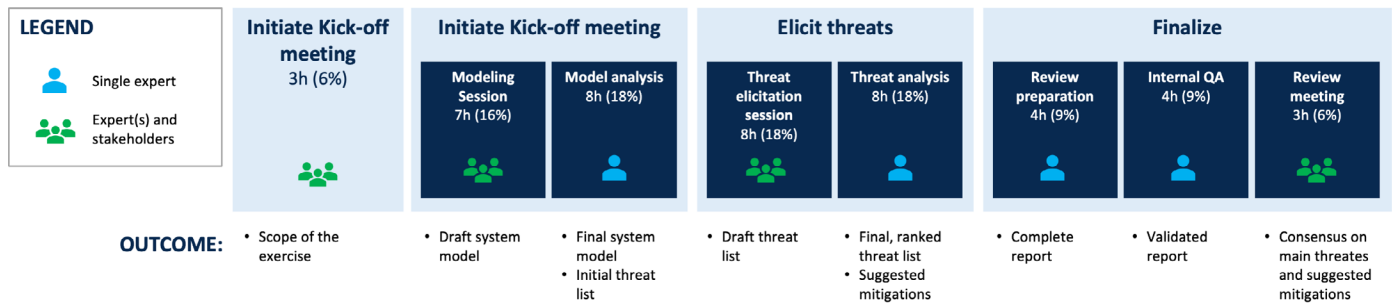 LEGEND
Single expert
Expert(s) and
stakeholders
Initiate Kick-off
meeting
3h (6%)
Initiate Kick-off meeting
Modeling
Session
7h (16%)
Model analysis
8h (18%)
Elicit threats
Threat
elicitation
session
8h (18%)
Threat analysis
8h (18%)
Finalize
Review
preparation
4h (9%)
Internal QA
4h (9%)
Review
meeting
3h (6%)
OUTCOME:
• Scope of the
exercise
• Draft system
model
• Final system
model
• Initial threat
list
• Draft threat
list
• Final, ranked
threat list
• Suggested
mitigations
• Complete
report
• Validated
report
• Consensus on
main threates
and suggested
mitigations